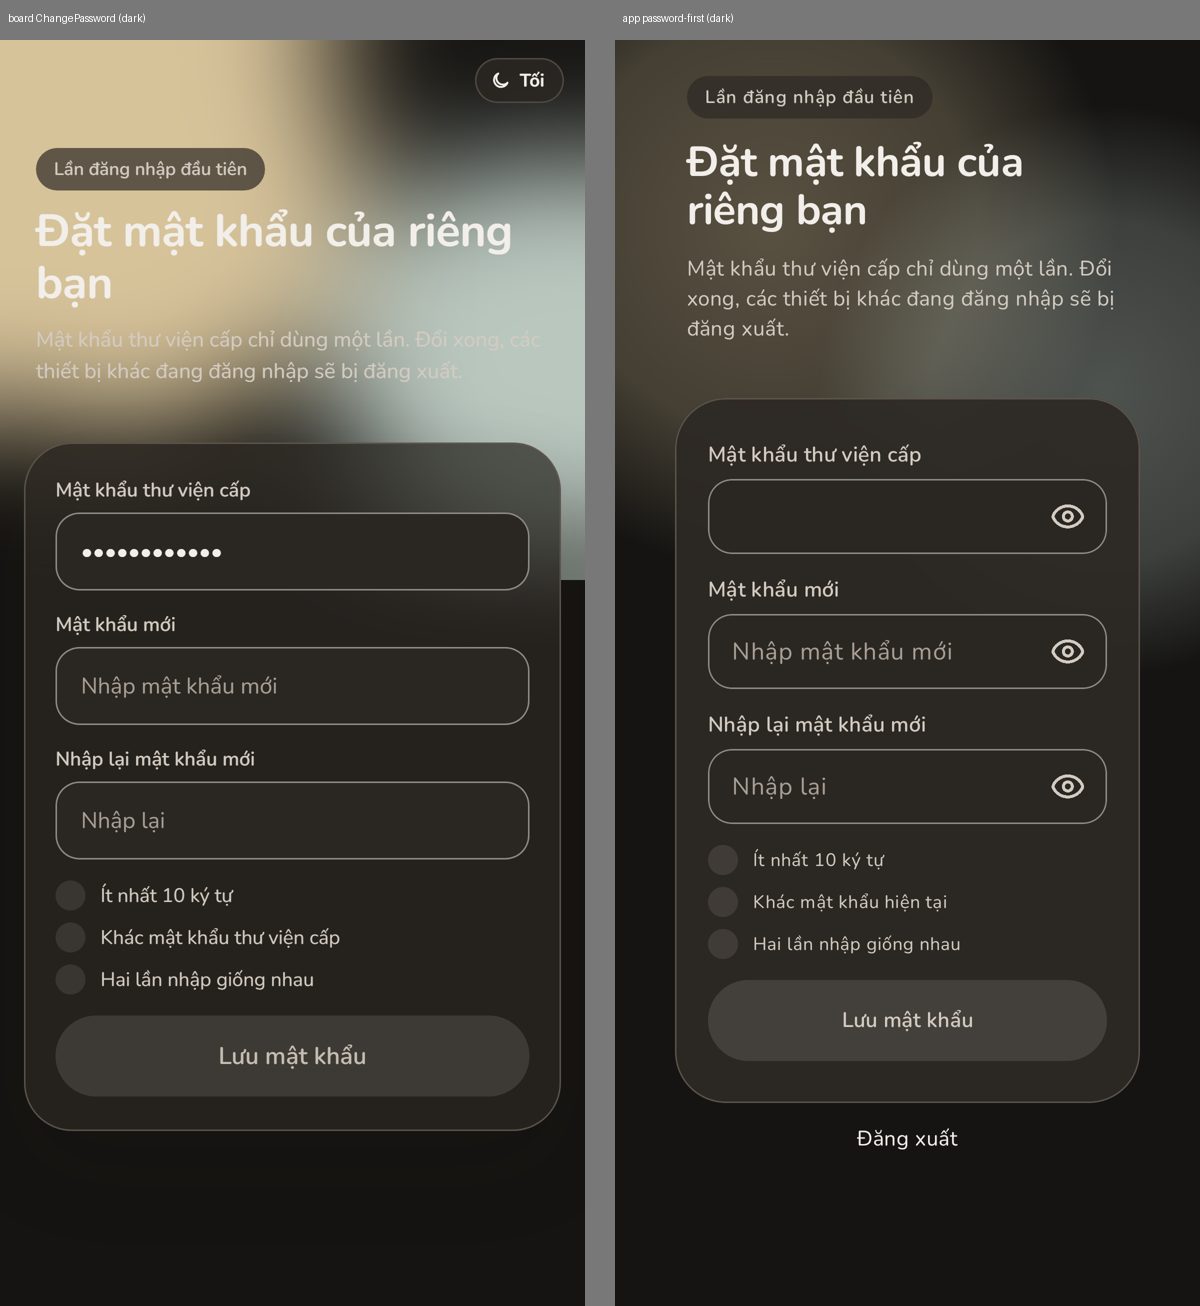 board ChangePassword (dark)
Tối
Lần đăng nhập đầu tiên
Đặt mật khẩu của riêng
bạn
Mật khẩu thư viện cấp chỉ dùng một lần. Đổi xong, các
thiết bị khác đang đăng nhập sẽ bị đăng xuất.
Mật khẩu thư viện cấp
Mật khẩu mới
Nhập mật khẩu mới
Nhập lại mật khẩu mới
Nhập lại
Ít nhất 10 ký tự
Khác mật khẩu thư viện cấp
Hai lần nhập giống nhau
Lưu mật khẩu
app password-first (dark)
Lần đăng nhập đầu tiên
Đặt mật khẩu của
riêng bạn
Mật khẩu thư viện cấp chỉ dùng một lần. Đổi
xong, các thiết bị khác đang đăng nhập sẽ bị
đăng xuất.
Mật khẩu thư viện cấp
Mật khẩu mới
Nhập mật khẩu mới
Nhập lại mật khẩu mới
Nhập lại
Ít nhất 10 ký tự
Khác mật khẩu hiện tại
Hai lần nhập giống nhau
Lưu mật khẩu
Đăng xuất